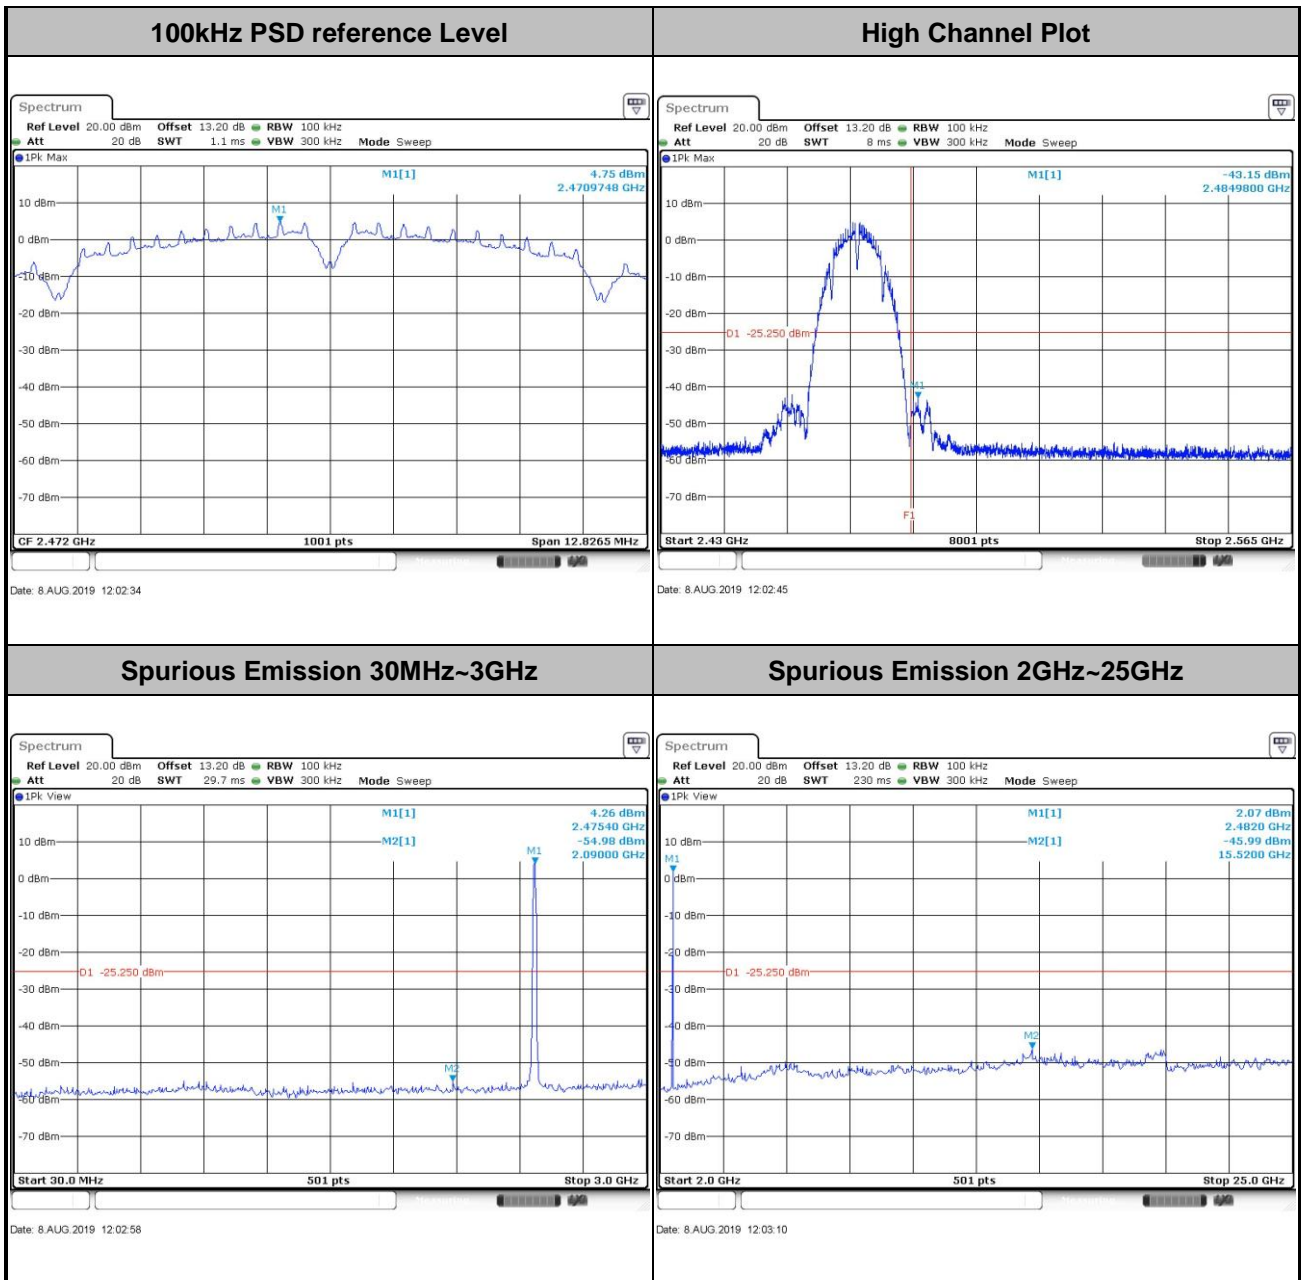 100kHz PSD reference Level
High Channel Plot
Spectrum
Ref Level 20.00 dBm Offset 13.20 dB RBW 100 kHz
Att 20 dB SWT 1.1 ms VBW 300 kHz Mode Sweep
1Pk Max
M1[1] 4.75 dBm
2.4709748 GHz
10 dBm
M1
0 dBm
-10 dBm
-20 dBm
-30 dBm
-40 dBm
-50 dBm
-60 dBm
-70 dBm
CF 2.472 GHz 1001 pts Span 12.8265 MHz
Date: 8.AUG.2019 12:02:34
Spectrum
Ref Level 20.00 dBm Offset 13.20 dB RBW 100 kHz
Att 20 dB SWT 8 ms VBW 300 kHz Mode Sweep
1Pk Max
M1[1] -43.15 dBm
2.4849800 GHz
10 dBm
0 dBm
-10 dBm
-20 dBm
D1 -25.250 dBm
-30 dBm
-40 dBm
M1
-50 dBm
-60 dBm
-70 dBm
F1
Start 2.43 GHz 8001 pts Stop 2.565 GHz
Date: 8.AUG.2019 12:02:45
Spurious Emission 30MHz~3GHz
Spurious Emission 2GHz~25GHz
Spectrum
Ref Level 20.00 dBm Offset 13.20 dB RBW 100 kHz
Att 20 dB SWT 29.7 ms VBW 300 kHz Mode Sweep
1Pk View
M1[1] 4.26 dBm
2.47540 GHz
10 dBm
M2[1] -54.98 dBm
M1 2.09000 GHz
0 dBm
-10 dBm
-20 dBm
D1 -25.250 dBm
-30 dBm
-40 dBm
-50 dBm
M2
-60 dBm
-70 dBm
Start 30.0 MHz 501 pts Stop 3.0 GHz
Date: 8.AUG.2019 12:02:58
Spectrum
Ref Level 20.00 dBm Offset 13.20 dB RBW 100 kHz
Att 20 dB SWT 230 ms VBW 300 kHz Mode Sweep
1Pk View
M1[1] 2.07 dBm
2.4820 GHz
10 dBm
M2[1] -45.99 dBm
M1 15.5200 GHz
0 dBm
-10 dBm
-20 dBm
D1 -25.250 dBm
-30 dBm
-40 dBm
M2
-50 dBm
-60 dBm
-70 dBm
Start 2.0 GHz 501 pts Stop 25.0 GHz
Date: 8.AUG.2019 12:03:10